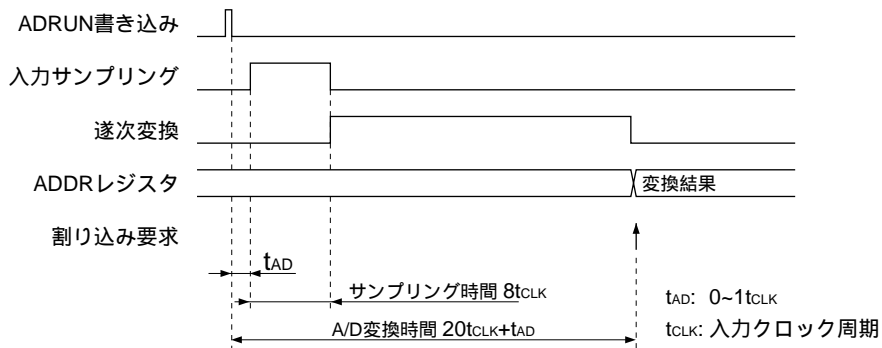 ADRUN書き込み
入力サンプリング
遂次変換
ADDRレジスタ
変換結果
割り込み要求
tAD
サンプリング時間 8tCLK
tAD: 0~1tCLK
A/D変換時間 20tCLK+tAD
tCLK: 入力クロック周期